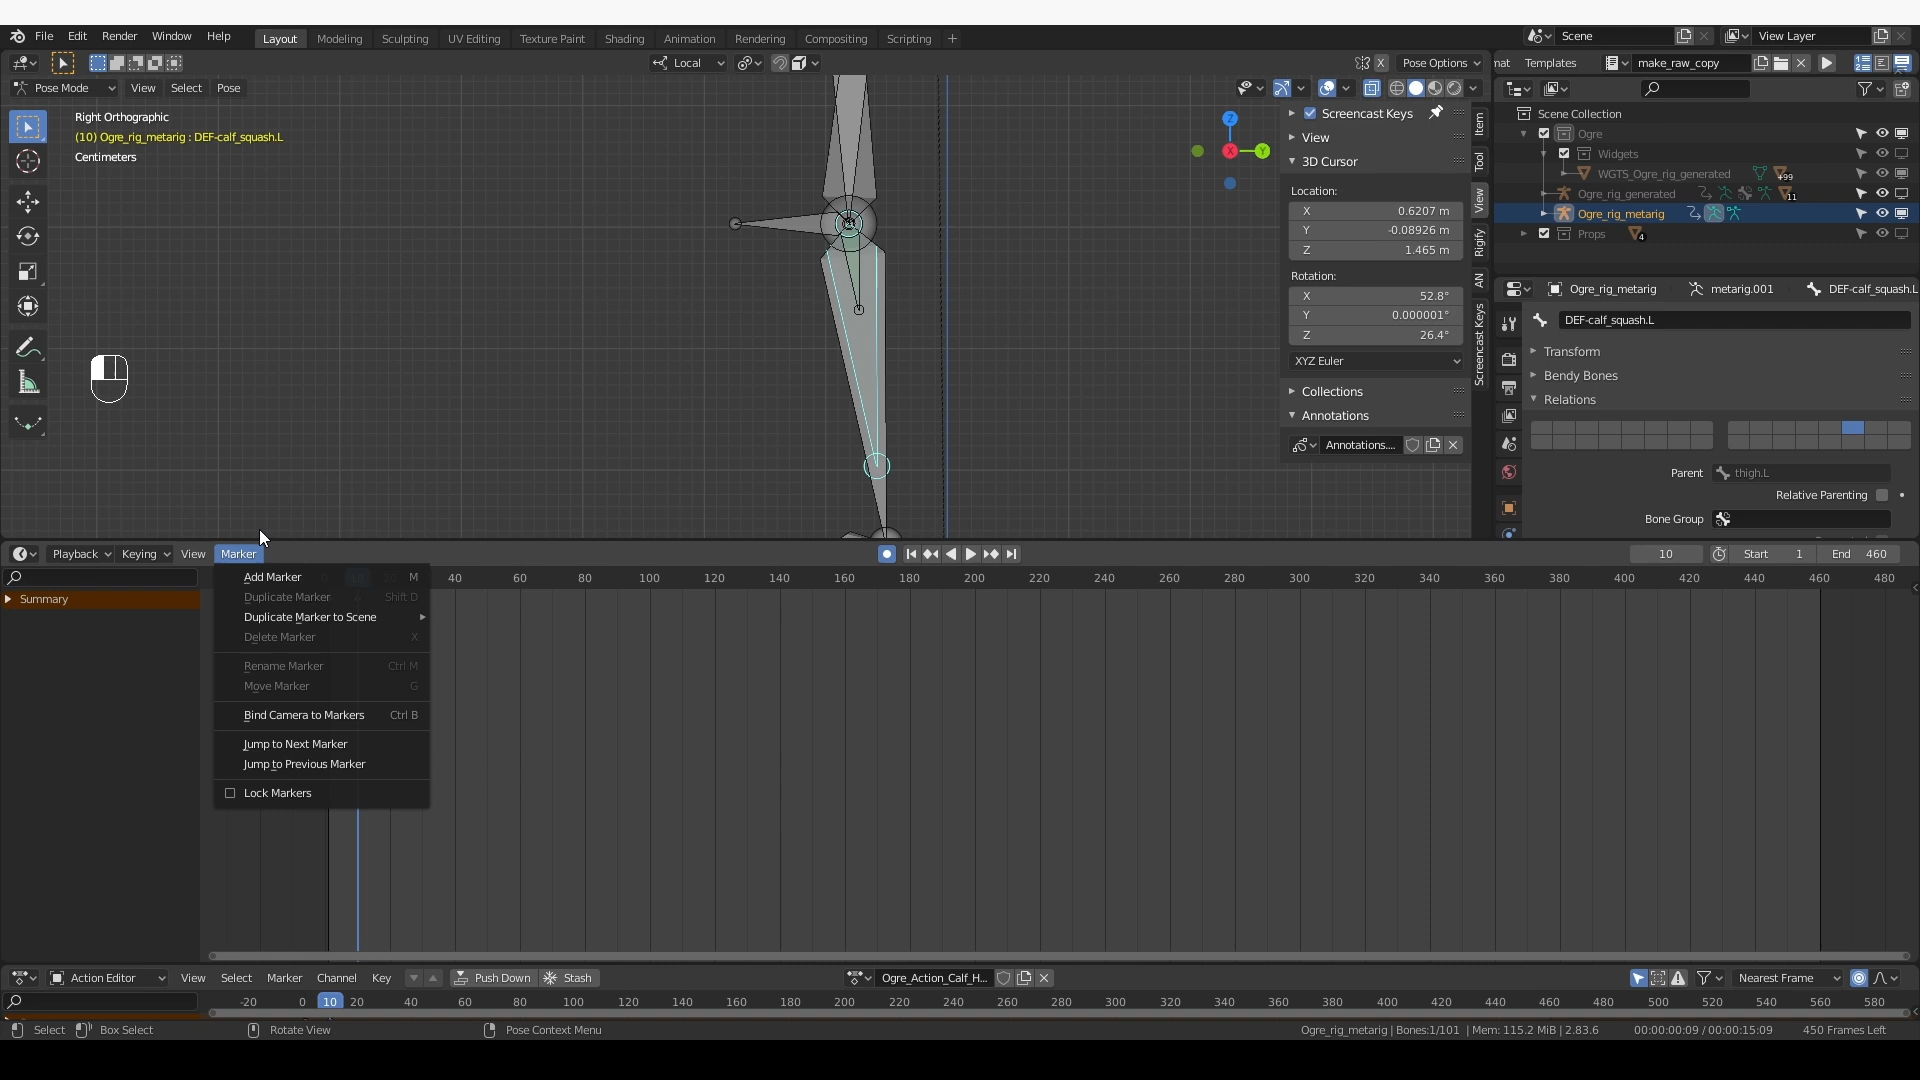 File Edit Render Window Help Layout Modeling Sculpting UV Editing Texture Paint Shading Animation Rendering Compositing Scripting + Scene View Layer
Local X Pose Options mat Templates make_raw_copy
Pose Mode View Select Pose
Right Orthographic
(10) Ogre_rig_metarig : DEF-calf_squash.L
Centimeters
Z
X
Y
Screencast Keys
View
3D Cursor
Location:
X 0.6207 m
Y -0.08926 m
Z 1.465 m
Rotation:
X 52.8°
Y 0.000001°
Z 26.4°
XYZ Euler
Collections
Annotations
Annotations....
Item
Tool
View
Rigify
AN
Screencast Keys
Scene Collection
Ogre
Widgets
WGTS_Ogre_rig_generated +99
Ogre_rig_generated 11
Ogre_rig_metarig
Props 4
Ogre_rig_metarig metarig.001 DEF-calf_squash.L
DEF-calf_squash.L
Transform
Bendy Bones
Relations
Parent thigh.L
Relative Parenting
Bone Group
Playback Keying View Marker 10 Start 1 End 460
40 60 80 100 120 140 160 180 200 220 240 260 280 300 320 340 360 380 400 420 440 460 480
Summary
Add Marker M
Duplicate Marker Shift D
Duplicate Marker to Scene
Delete Marker X
Rename Marker Ctrl M
Move Marker G
Bind Camera to Markers Ctrl B
Jump to Next Marker
Jump to Previous Marker
Lock Markers
Action Editor View Select Marker Channel Key Push Down Stash Ogre_Action_Calf_H... Nearest Frame
-20 0 10 20 40 60 80 100 120 140 160 180 200 220 240 260 280 300 320 340 360 380 400 420 440 460 480 500 520 540 560 580
Select Box Select Rotate View Pose Context Menu Ogre_rig_metarig | Bones:1/101 | Mem: 115.2 MiB | 2.83.6 00:00:00:09 / 00:00:15:09 450 Frames Left